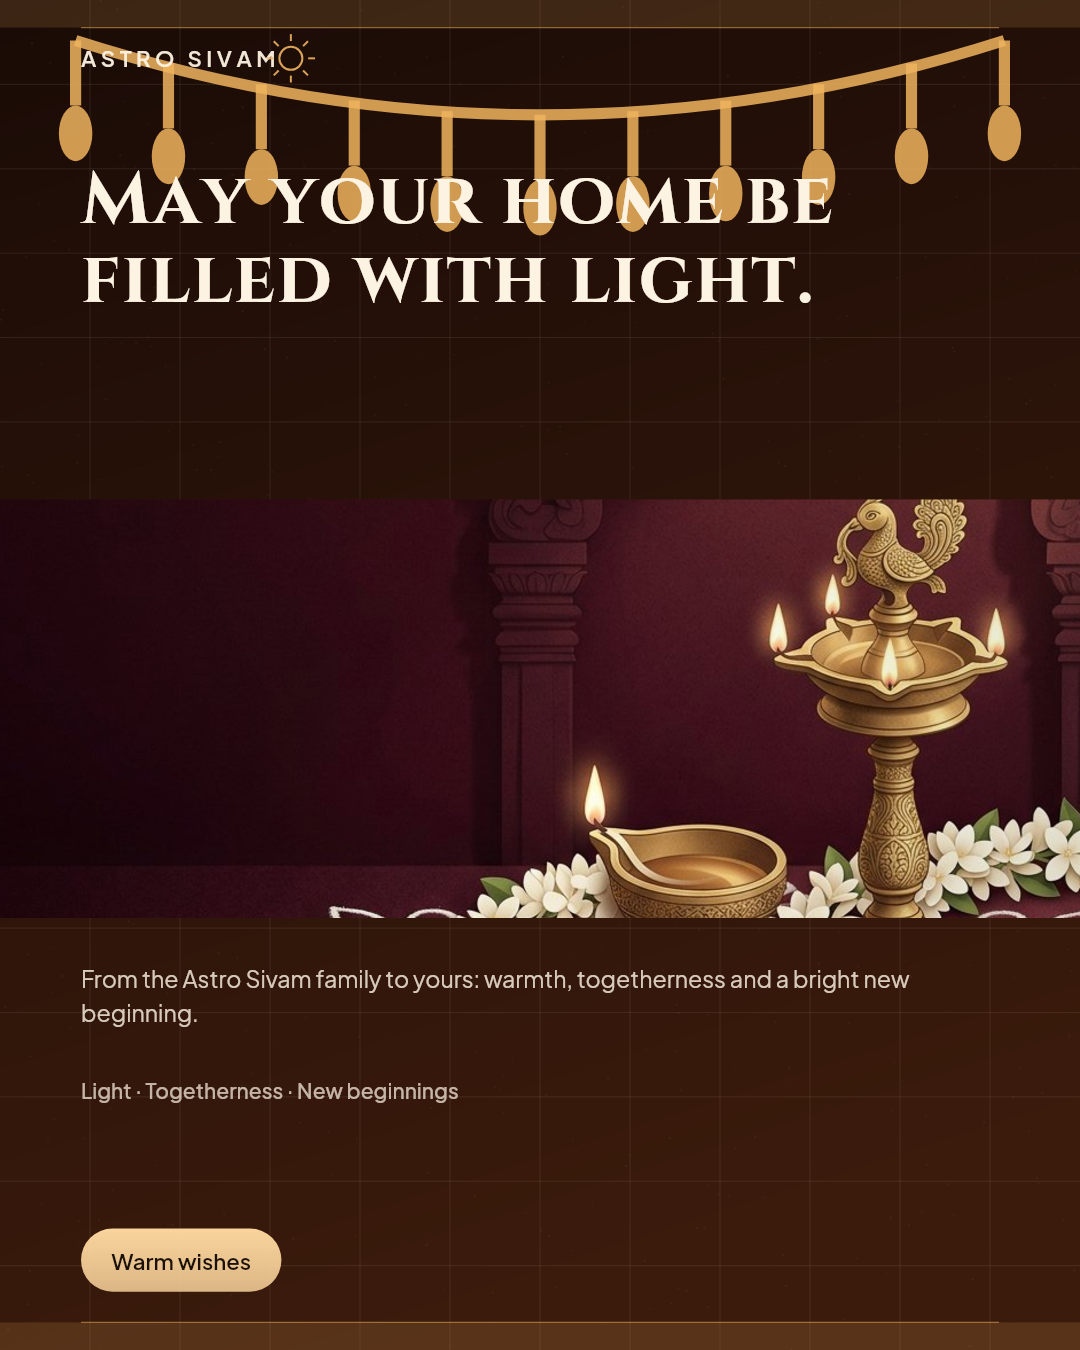 ASTRO SIVAM
MAY YOUR HOME BE
FILLED WITH LIGHT.
From the Astro Sivam family to yours: warmth, togetherness and a bright new
beginning.
Light · Togetherness · New beginnings
Warm wishes